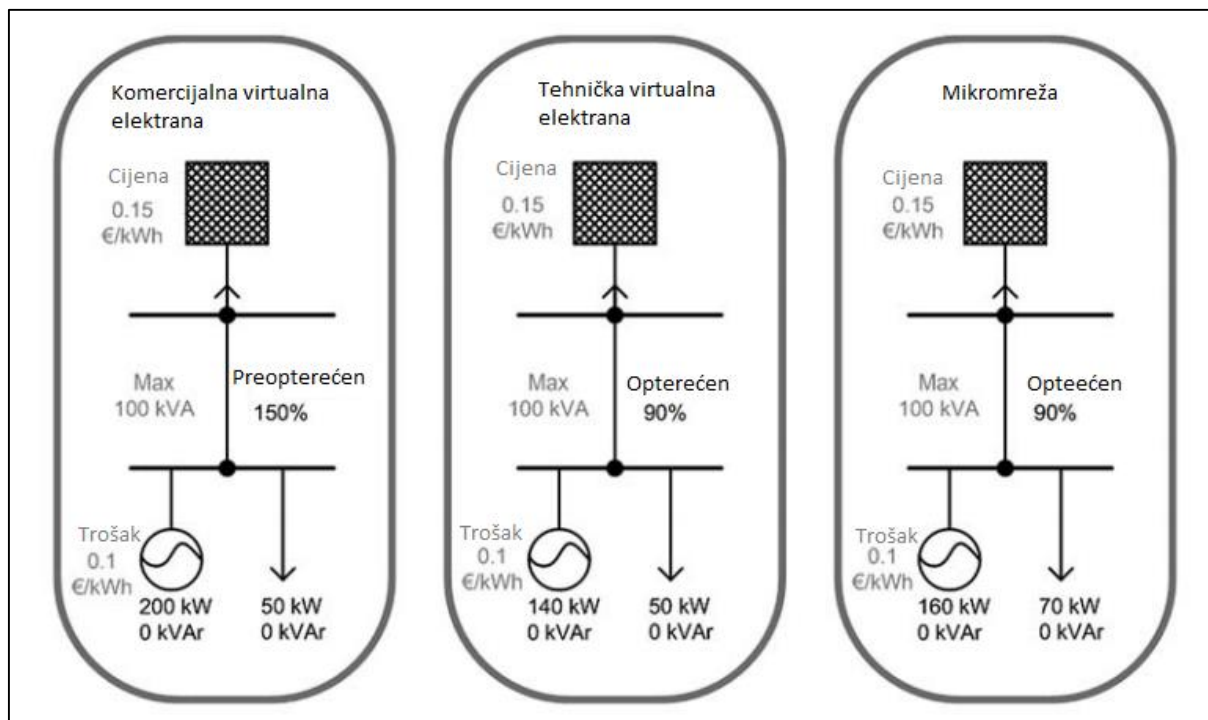 Komercijalna virtualna
elektrana
Cijena
0.15
€/kWh
Max
100 kVA
Preopterećen
150%
Trošak
0.1
€/kWh
200 kW
0 kVAr
50 kW
0 kVAr
Tehnička virtualna
elektrana
Cijena
0.15
€/kWh
Max
100 kVA
Opterećen
90%
Trošak
0.1
€/kWh
140 kW
0 kVAr
50 kW
0 kVAr
Mikromreža
Cijena
0.15
€/kWh
Max
100 kVA
Opteećen
90%
Trošak
0.1
€/kWh
160 kW
0 kVAr
70 kW
0 kVAr